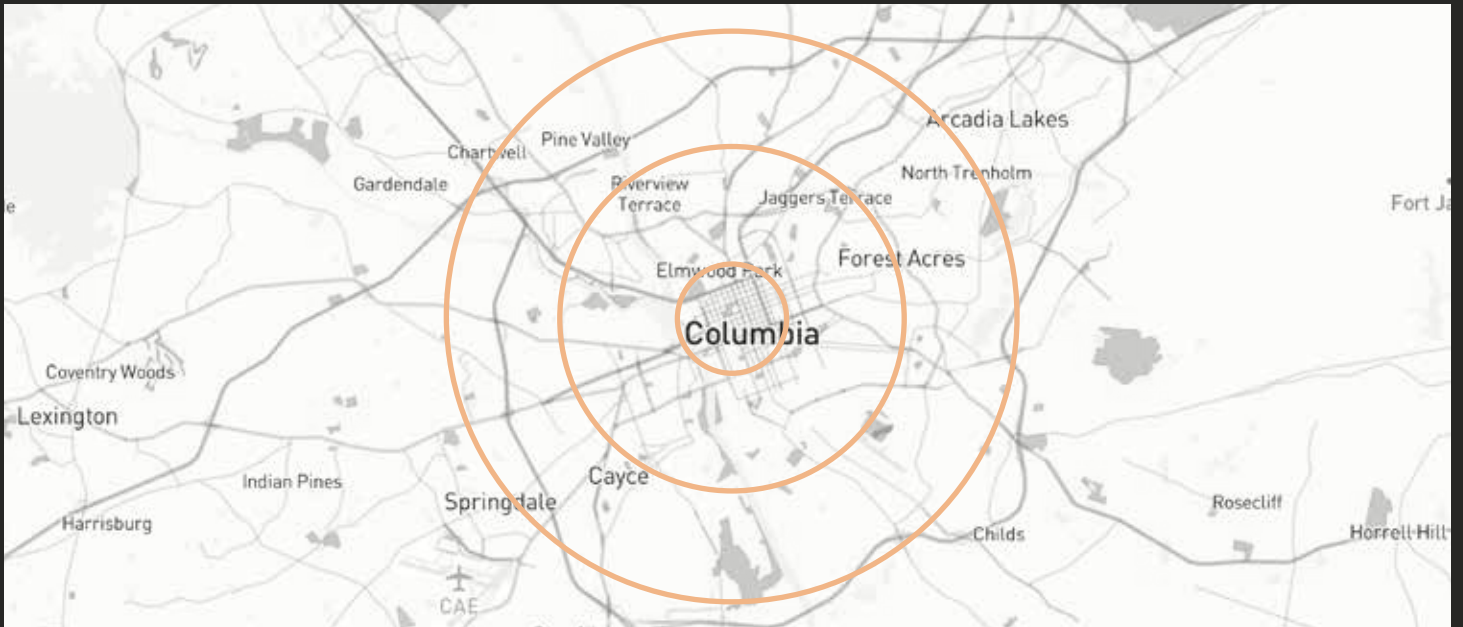 Arcadia Lakes
Pine Valley
Chartwell
North Trenholm
Gardendale
Riverview
Terrace
Jaggers Terrace
e
Fort Ja
Forest Acres
Elmwood Park
Columbia
Coventry Woods
Lexington
Cayce
Indian Pines
Springdale
Rosecliff
Harrisburg
Childs
Horrell Hill
CAE